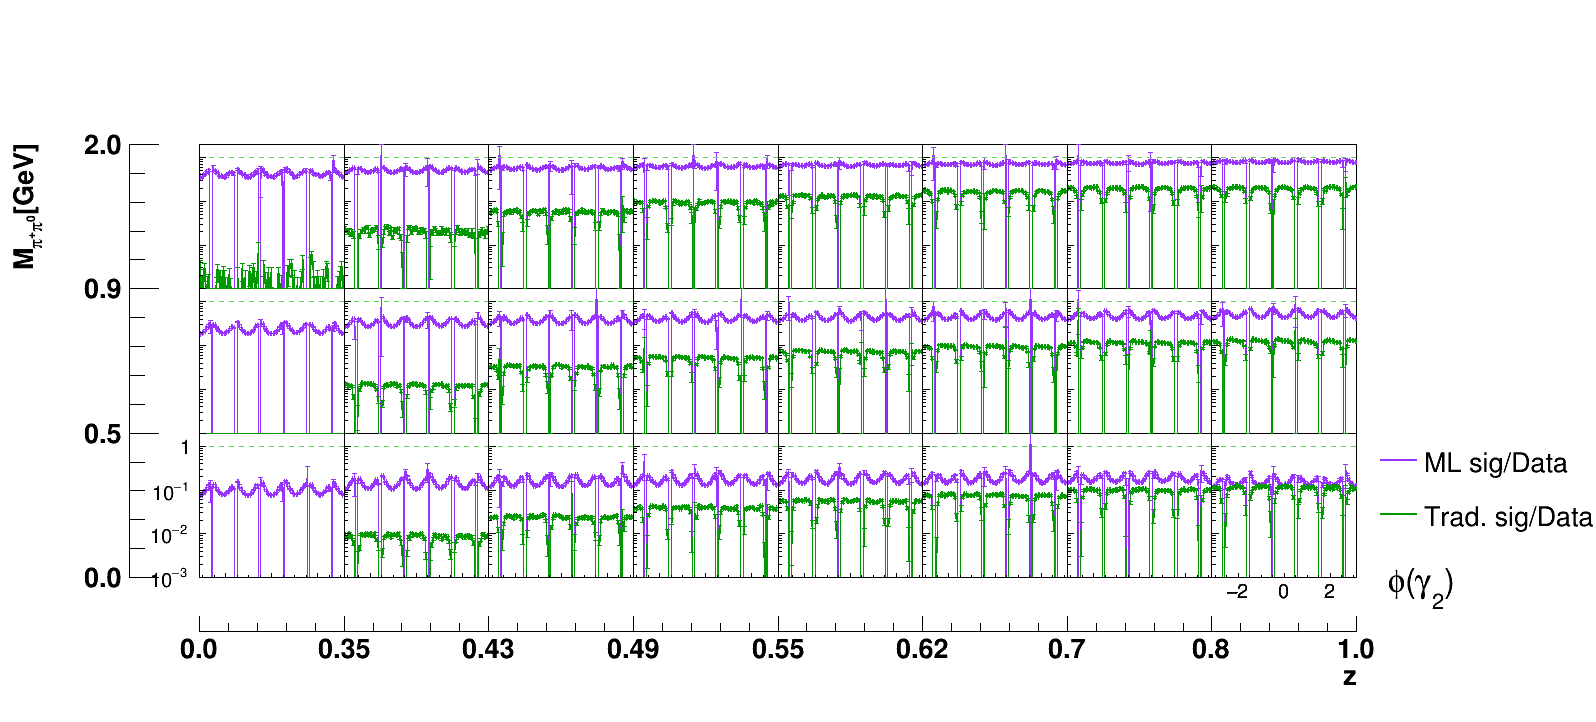 M π⁺π⁰ [GeV]
2.0
0.9
0.5
0.0
1
10⁻¹
10⁻²
10⁻³
−2 0 2
ϕ(γ₂)
ML sig/Data
Trad. sig/Data
0.0 0.35 0.43 0.49 0.55 0.62 0.7 0.8 1.0
z